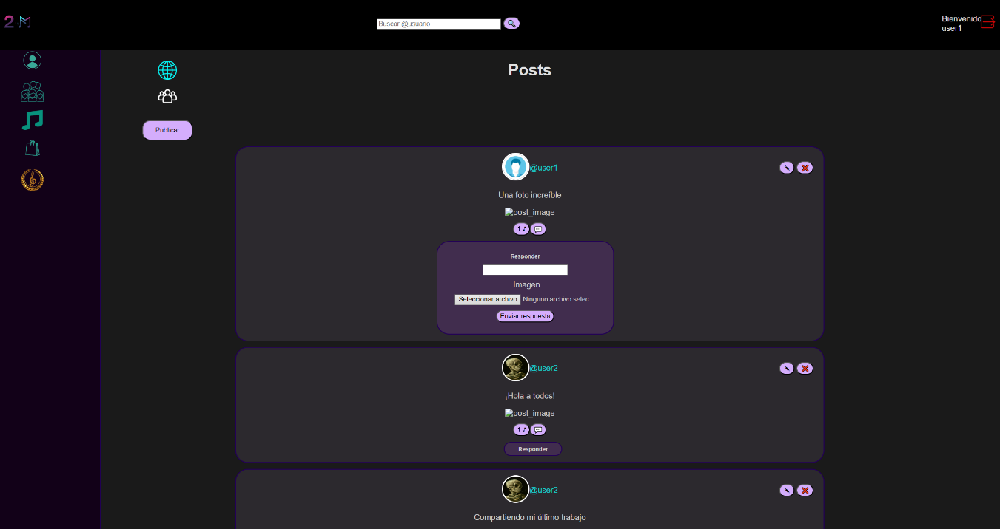 2 M
Buscar @usuario
Bienvenido
user1
Posts
Publicar
@user1
Una foto increíble
post_image
1
Responder
Imagen:
Seleccionar archivo Ninguno archivo selec
Enviar respuesta
@user2
¡Hola a todos!
post_image
1
Responder
@user2
Compartiendo mi último trabajo